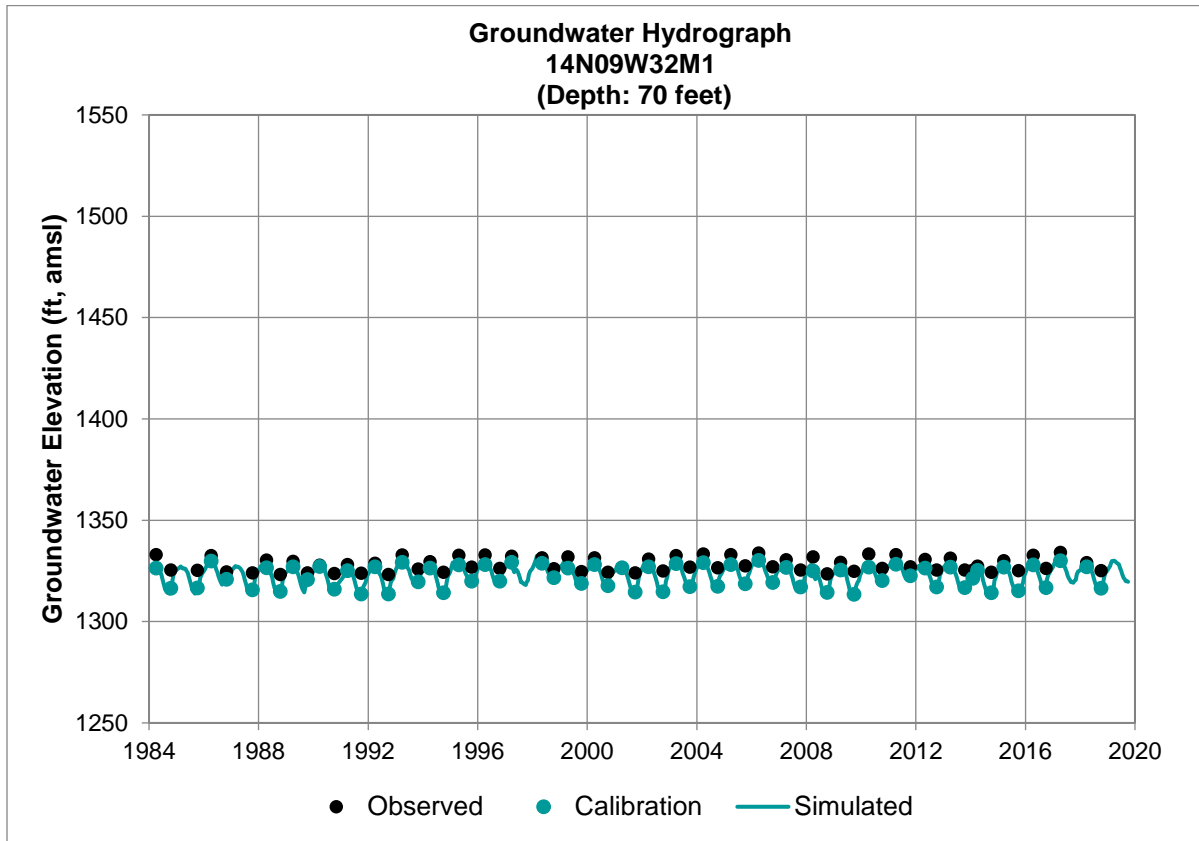 Groundwater Hydrograph
14N09W32M1
(Depth: 70 feet)
Groundwater Elevation (ft, amsl)
1550
1500
1450
1400
1350
1300
1250
1984 1988 1992 1996 2000 2004 2008 2012 2016 2020
Observed Calibration Simulated